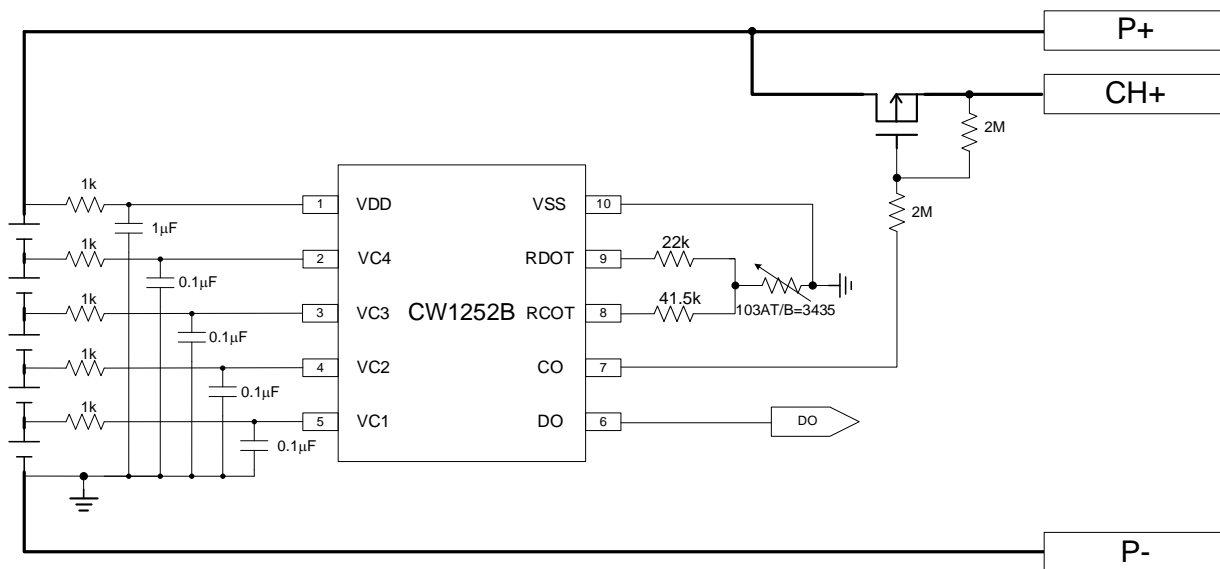 P+
CH+
2M
2M
1k
1 VDD VSS 10
1µF
1k
2 VC4 RDOT 9 22k
0.1µF
1k
3 VC3 CW1252B RCOT 8 41.5k
103AT/B=3435
0.1µF
1k
4 VC2 CO 7
0.1µF
1k
5 VC1 DO 6 DO
0.1µF
P-